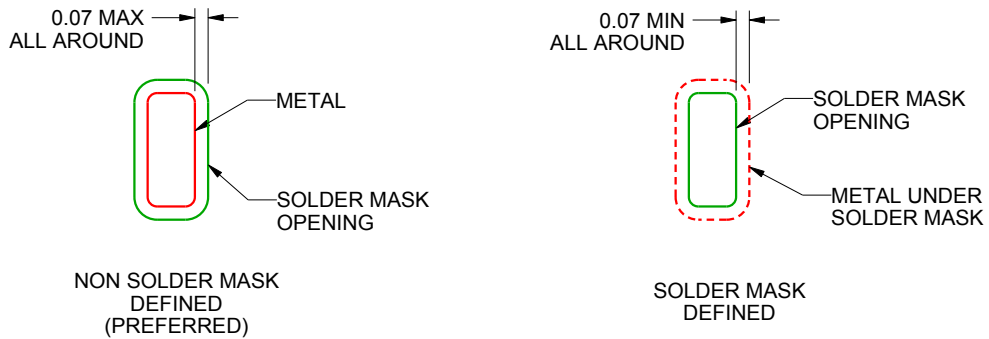 0.07 MAX
ALL AROUND
METAL
SOLDER MASK
OPENING
NON SOLDER MASK
DEFINED
(PREFERRED)
0.07 MIN
ALL AROUND
SOLDER MASK
OPENING
METAL UNDER
SOLDER MASK
SOLDER MASK
DEFINED